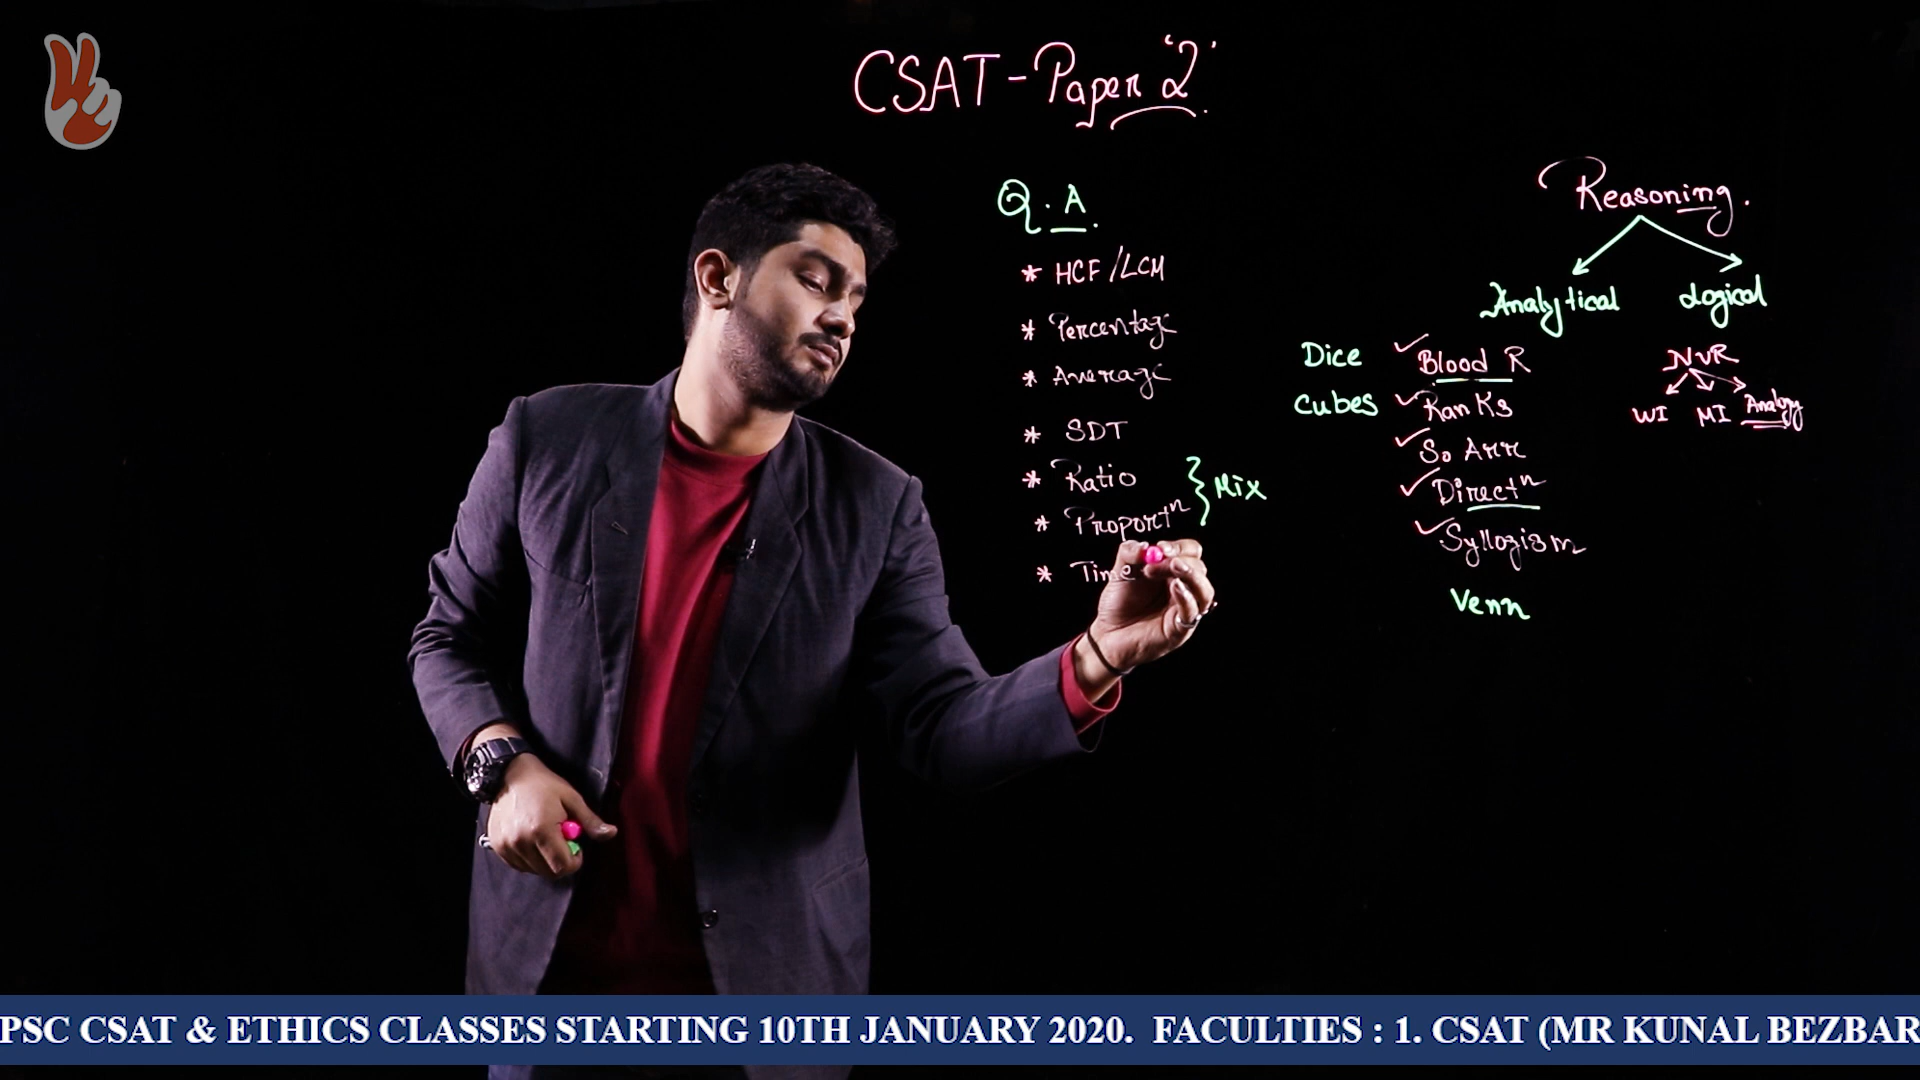 CSAT - Paper '2'.
Q. A.
* HCF / LCM
* Percentage
* Average
* SDT
* Ratio
* Proportn
} Mix
* Time
Reasoning.
Analytical
Logical
Dice
Cubes
Blood R
Ranks
So Arr
Directn
Syllogism
Venn
NVR
WI MI Analogy
PSC CSAT & ETHICS CLASSES STARTING 10TH JANUARY 2020. FACULTIES : 1. CSAT (MR KUNAL BEZBAR